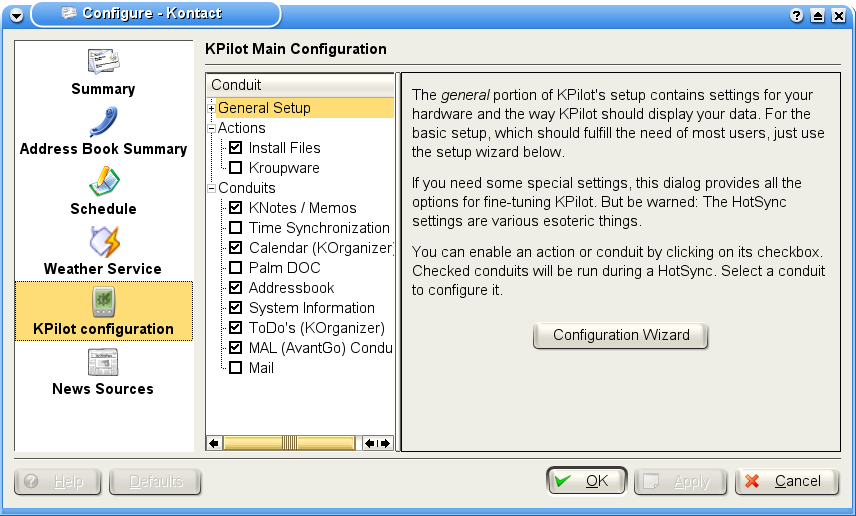 Configure - Kontact
Summary
Address Book Summary
Schedule
Weather Service
KPilot configuration
News Sources
KPilot Main Configuration
Conduit
General Setup
Actions
Install Files
Kroupware
Conduits
KNotes / Memos
Time Synchronization
Calendar (KOrganizer)
Palm DOC
Addressbook
System Information
ToDo's (KOrganizer)
MAL (AvantGo) Condu
Mail
The general portion of KPilot's setup contains settings for your
hardware and the way KPilot should display your data. For the
basic setup, which should fulfill the need of most users, just use
the setup wizard below.
If you need some special settings, this dialog provides all the
options for fine-tuning KPilot. But be warned: The HotSync
settings are various esoteric things.
You can enable an action or conduit by clicking on its checkbox.
Checked conduits will be run during a HotSync. Select a conduit
to configure it.
Configuration Wizard
Help
Defaults
OK
Apply
Cancel